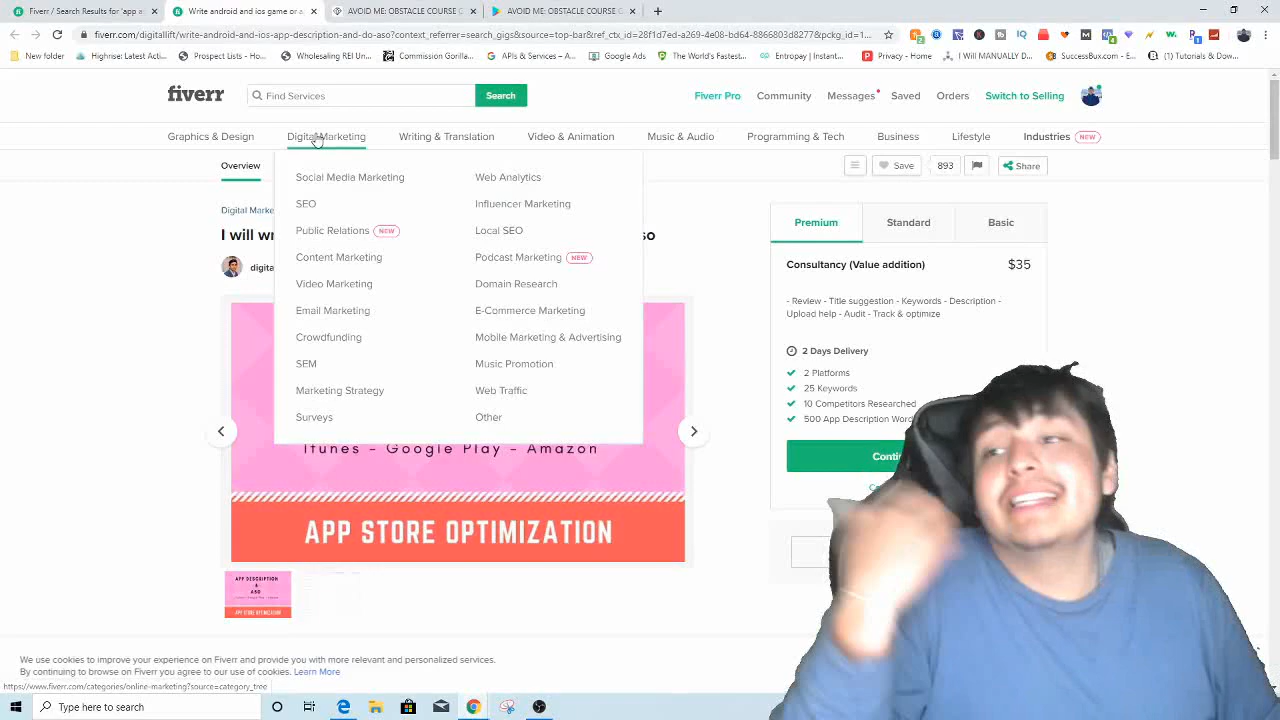 Fiverr / Search Results for 'app a
Write android and ios game or a
AVOID ME: OBSTACLE COURSE G
AVOID ME: OBSTACLE COURSE G
fiverr.com/digitallift/write-android-and-ios-app-description-and-do-aso?context_referrer=search_gigs&source=top-bar&ref_ctx_id=28f1d7ed-a269-4e08-bd64-8866803d8277&pckg_id=1...
New folder
Highrise: Latest App...
Ghost
Wholesaling REI
Commission Gorilla...
APIs & Services – A...
Google Ads
The World's Fastest...
Entropay | Instant...
Privacy - Home
I Will MANUALLY D...
SuccessBux.com - E...
(1) Tutorials & Dow...
fiverr
Find Services
Search
Fiverr Pro
Community
Messages
Saved
Orders
Switch to Selling
Graphics & Design
Digital Marketing
Writing & Translation
Video & Animation
Music & Audio
Programming & Tech
Business
Lifestyle
Industries NEW
Overview
Save
893
Share
Social Media Marketing
Web Analytics
SEO
Influencer Marketing
Public Relations NEW
Local SEO
Content Marketing
Podcast Marketing NEW
Video Marketing
Domain Research
Email Marketing
E-Commerce Marketing
Crowdfunding
Mobile Marketing & Advertising
SEM
Music Promotion
Marketing Strategy
Web Traffic
Surveys
Other
Digital Marke
I will wr
so
digita
Premium
Standard
Basic
Consultancy (Value addition)
$35
- Review - Title suggestion - Keywords - Description -
Upload help - Audit - Track & optimize
2 Days Delivery
2 Platforms
25 Keywords
10 Competitors Researched
500 App Description Word
Conti
Itunes - Google Play - Amazon
APP STORE OPTIMIZATION
APP DESCRIPTION
&
ASO
APP STORE OPTIMIZATION
We use cookies to improve your experience on Fiverr and provide you with more relevant and personalized services.
By continuing to browse on Fiverr you agree to our use of cookies. Learn More
https://www.fiverr.com/categories/online-marketing?source=category_tree
Type here to search